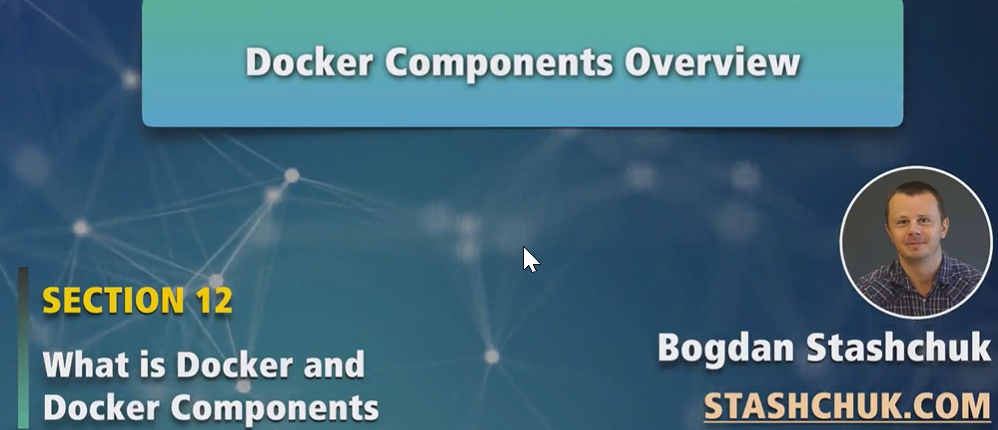 Docker Components Overview
SECTION 12
What is Docker and
Docker Components
Bogdan Stashchuk
STASHCHUK.COM